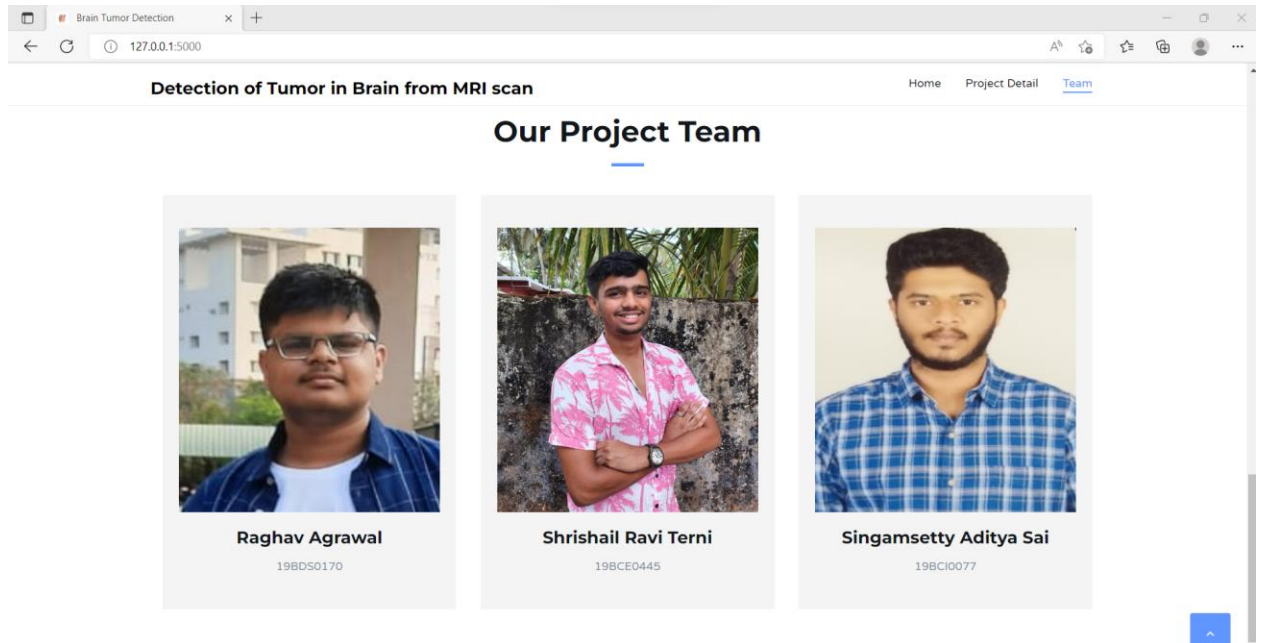 Brain Tumor Detection
127.0.0.1:5000
Detection of Tumor in Brain from MRI scan
Home Project Detail Team
Our Project Team
Raghav Agrawal
19BDS0170
Shrishail Ravi Terni
19BCE0445
Singamsetty Aditya Sai
19BCI0077